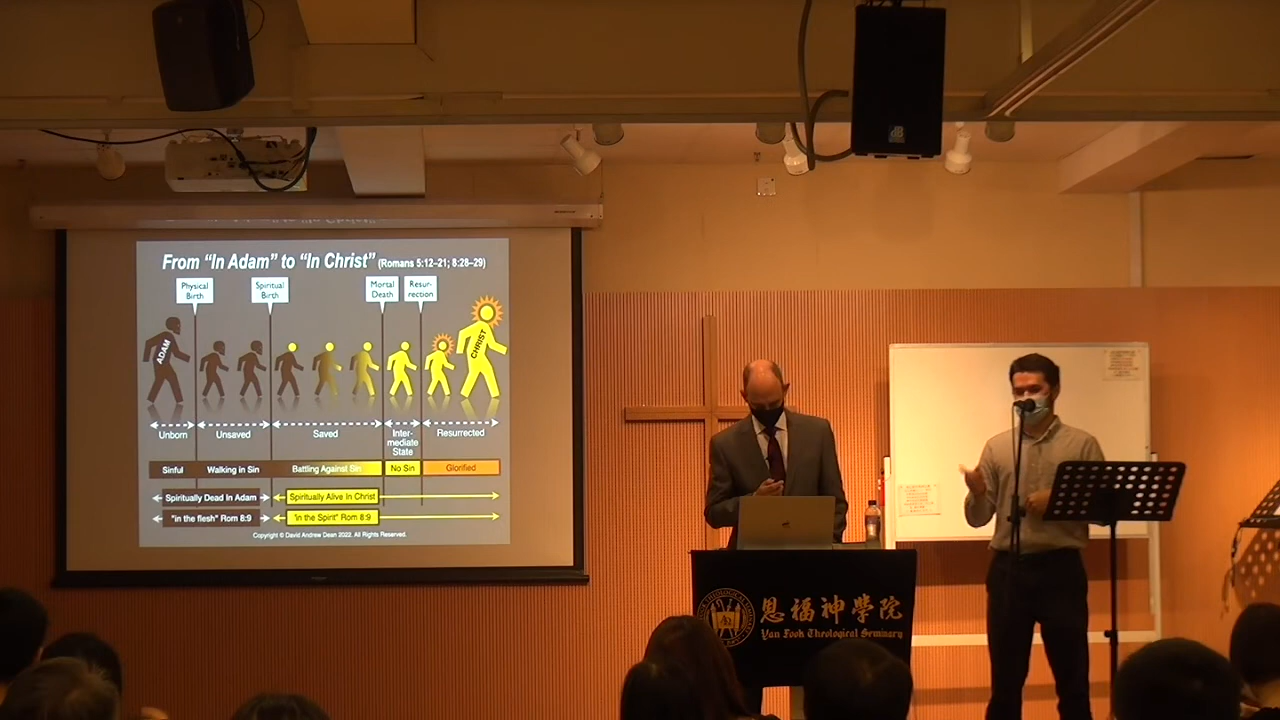 From “In Adam” to “In Christ” (Romans 5:12–21; 8:28–29)
Physical Birth
Spiritual Birth
Mortal Death
Resur-rection
ADAM
CHRIST
Unborn
Unsaved
Saved
Inter-mediate State
Resurrected
Sinful
Walking in Sin
Battling Against Sin
No Sin
Glorified
Spiritually Dead In Adam
Spiritually Alive In Christ
"in the flesh" Rom 8:9
"in the Spirit" Rom 8:9
Copyright © David Andrew Dean 2022. All Rights Reserved.
恩福神學院
Yan Fook Theological Seminary